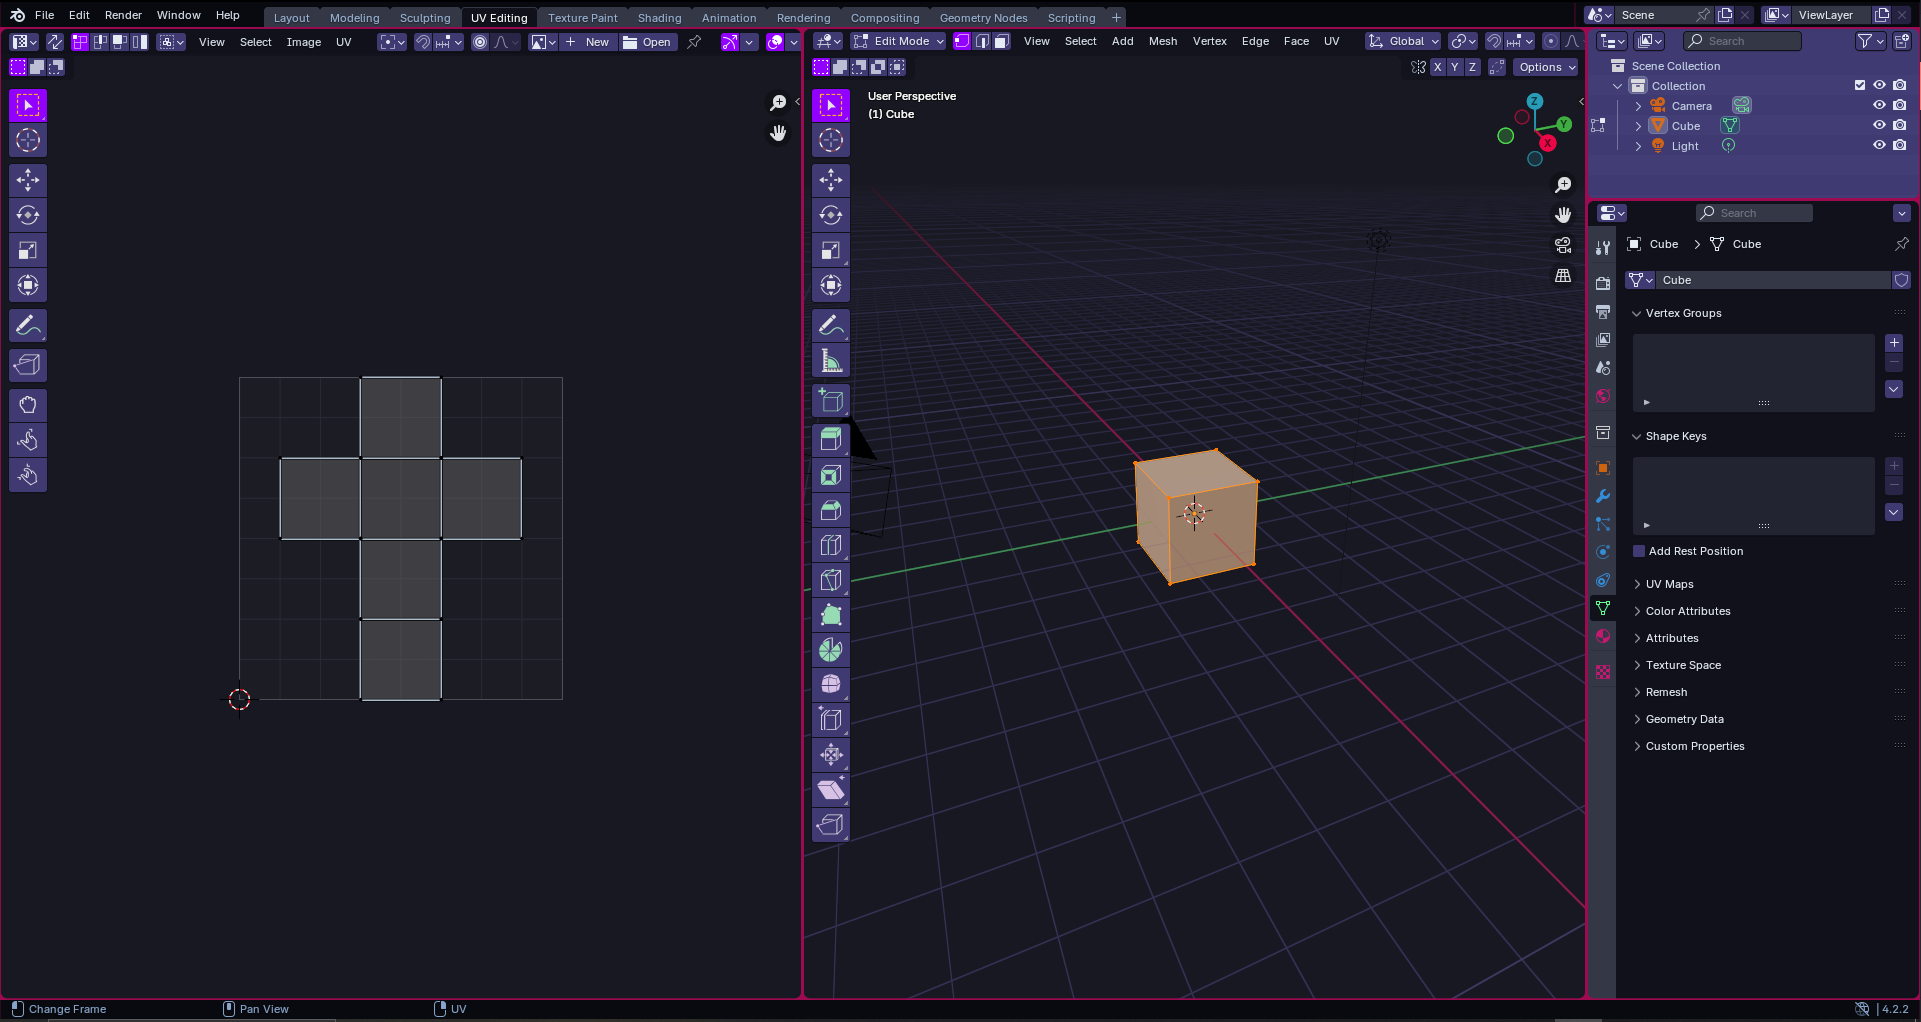 File Edit Render Window Help Layout Modeling Sculpting UV Editing Texture Paint Shading Animation Rendering Compositing Geometry Nodes Scripting + Scene ViewLayer
View Select Image UV New Open
Edit Mode View Select Add Mesh Vertex Edge Face UV Global
X Y Z Options
User Perspective
(1) Cube
Z
Y
X
Search
Scene Collection
Collection
Camera
Cube
Light
Search
Cube > Cube
Cube
Vertex Groups
Shape Keys
Add Rest Position
UV Maps
Color Attributes
Attributes
Texture Space
Remesh
Geometry Data
Custom Properties
Change Frame Pan View UV 4.2.2